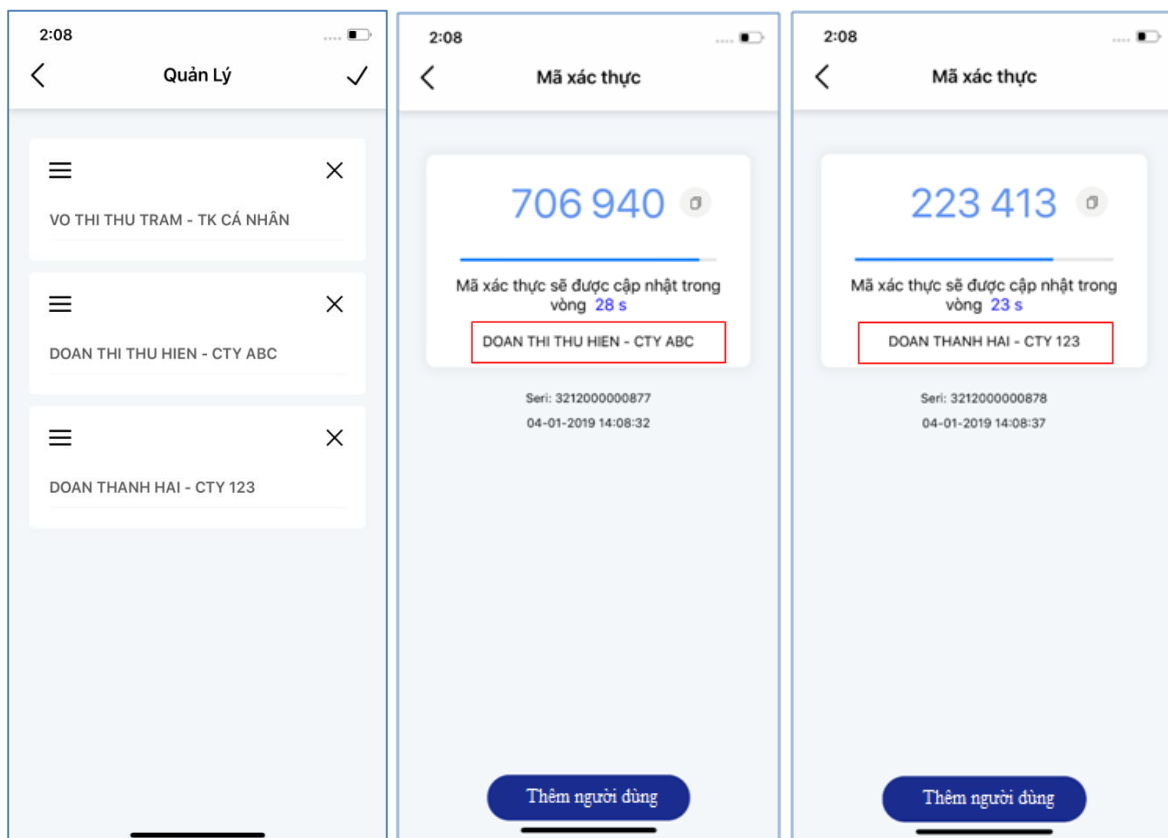 2:08
Quản Lý
VO THI THU TRAM - TK CÁ NHÂN
DOAN THI THU HIEN - CTY ABC
DOAN THANH HAI - CTY 123
2:08
Mã xác thực
706 940
Mã xác thực sẽ được cập nhật trong
vòng 28 s
DOAN THI THU HIEN - CTY ABC
Seri: 3212000000877
04-01-2019 14:08:32
Thêm người dùng
2:08
Mã xác thực
223 413
Mã xác thực sẽ được cập nhật trong
vòng 23 s
DOAN THANH HAI - CTY 123
Seri: 3212000000878
04-01-2019 14:08:37
Thêm người dùng